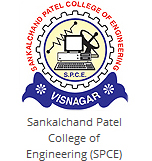 SANKALCHAND PATEL COLLEGE OF ENGINEERING
S.P.C.E.
VISNAGAR
Sankalchand Patel
College of
Engineering (SPCE)